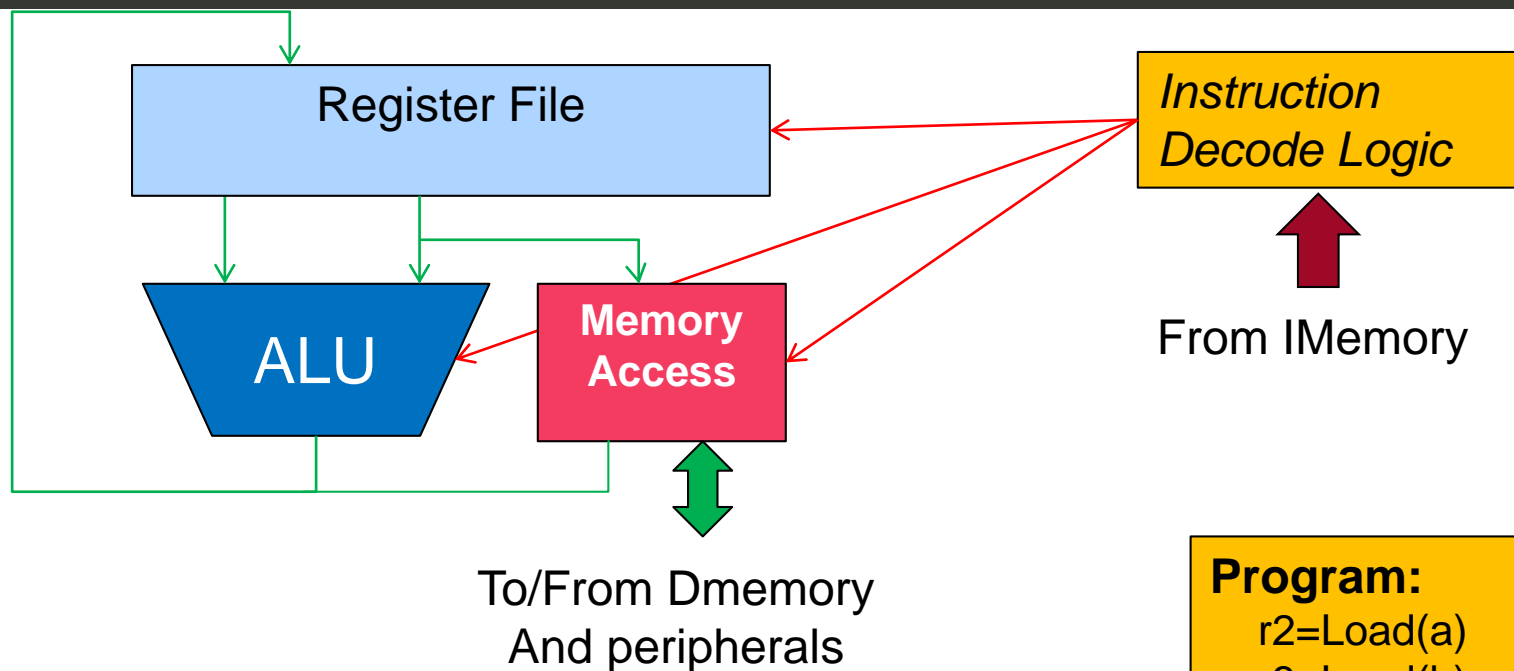 Register File
Instruction
Decode Logic
ALU
Memory
Access
From IMemory
To/From Dmemory
And peripherals
Program:
r2=Load(a)